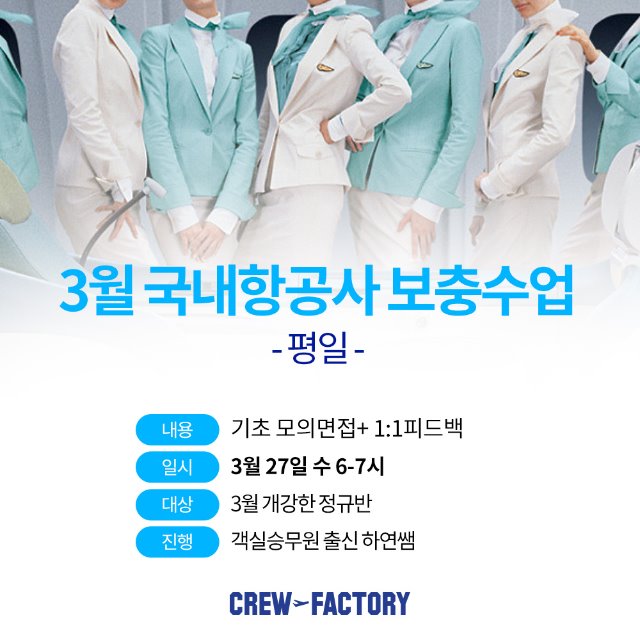 3월 국내항공사 보충수업
- 평일 -
내용 기초 모의면접+ 1:1피드백
일시 3월 27일 수 6-7시
대상 3월 개강한 정규반
진행 객실승무원 출신 하연쌤
CREW FACTORY